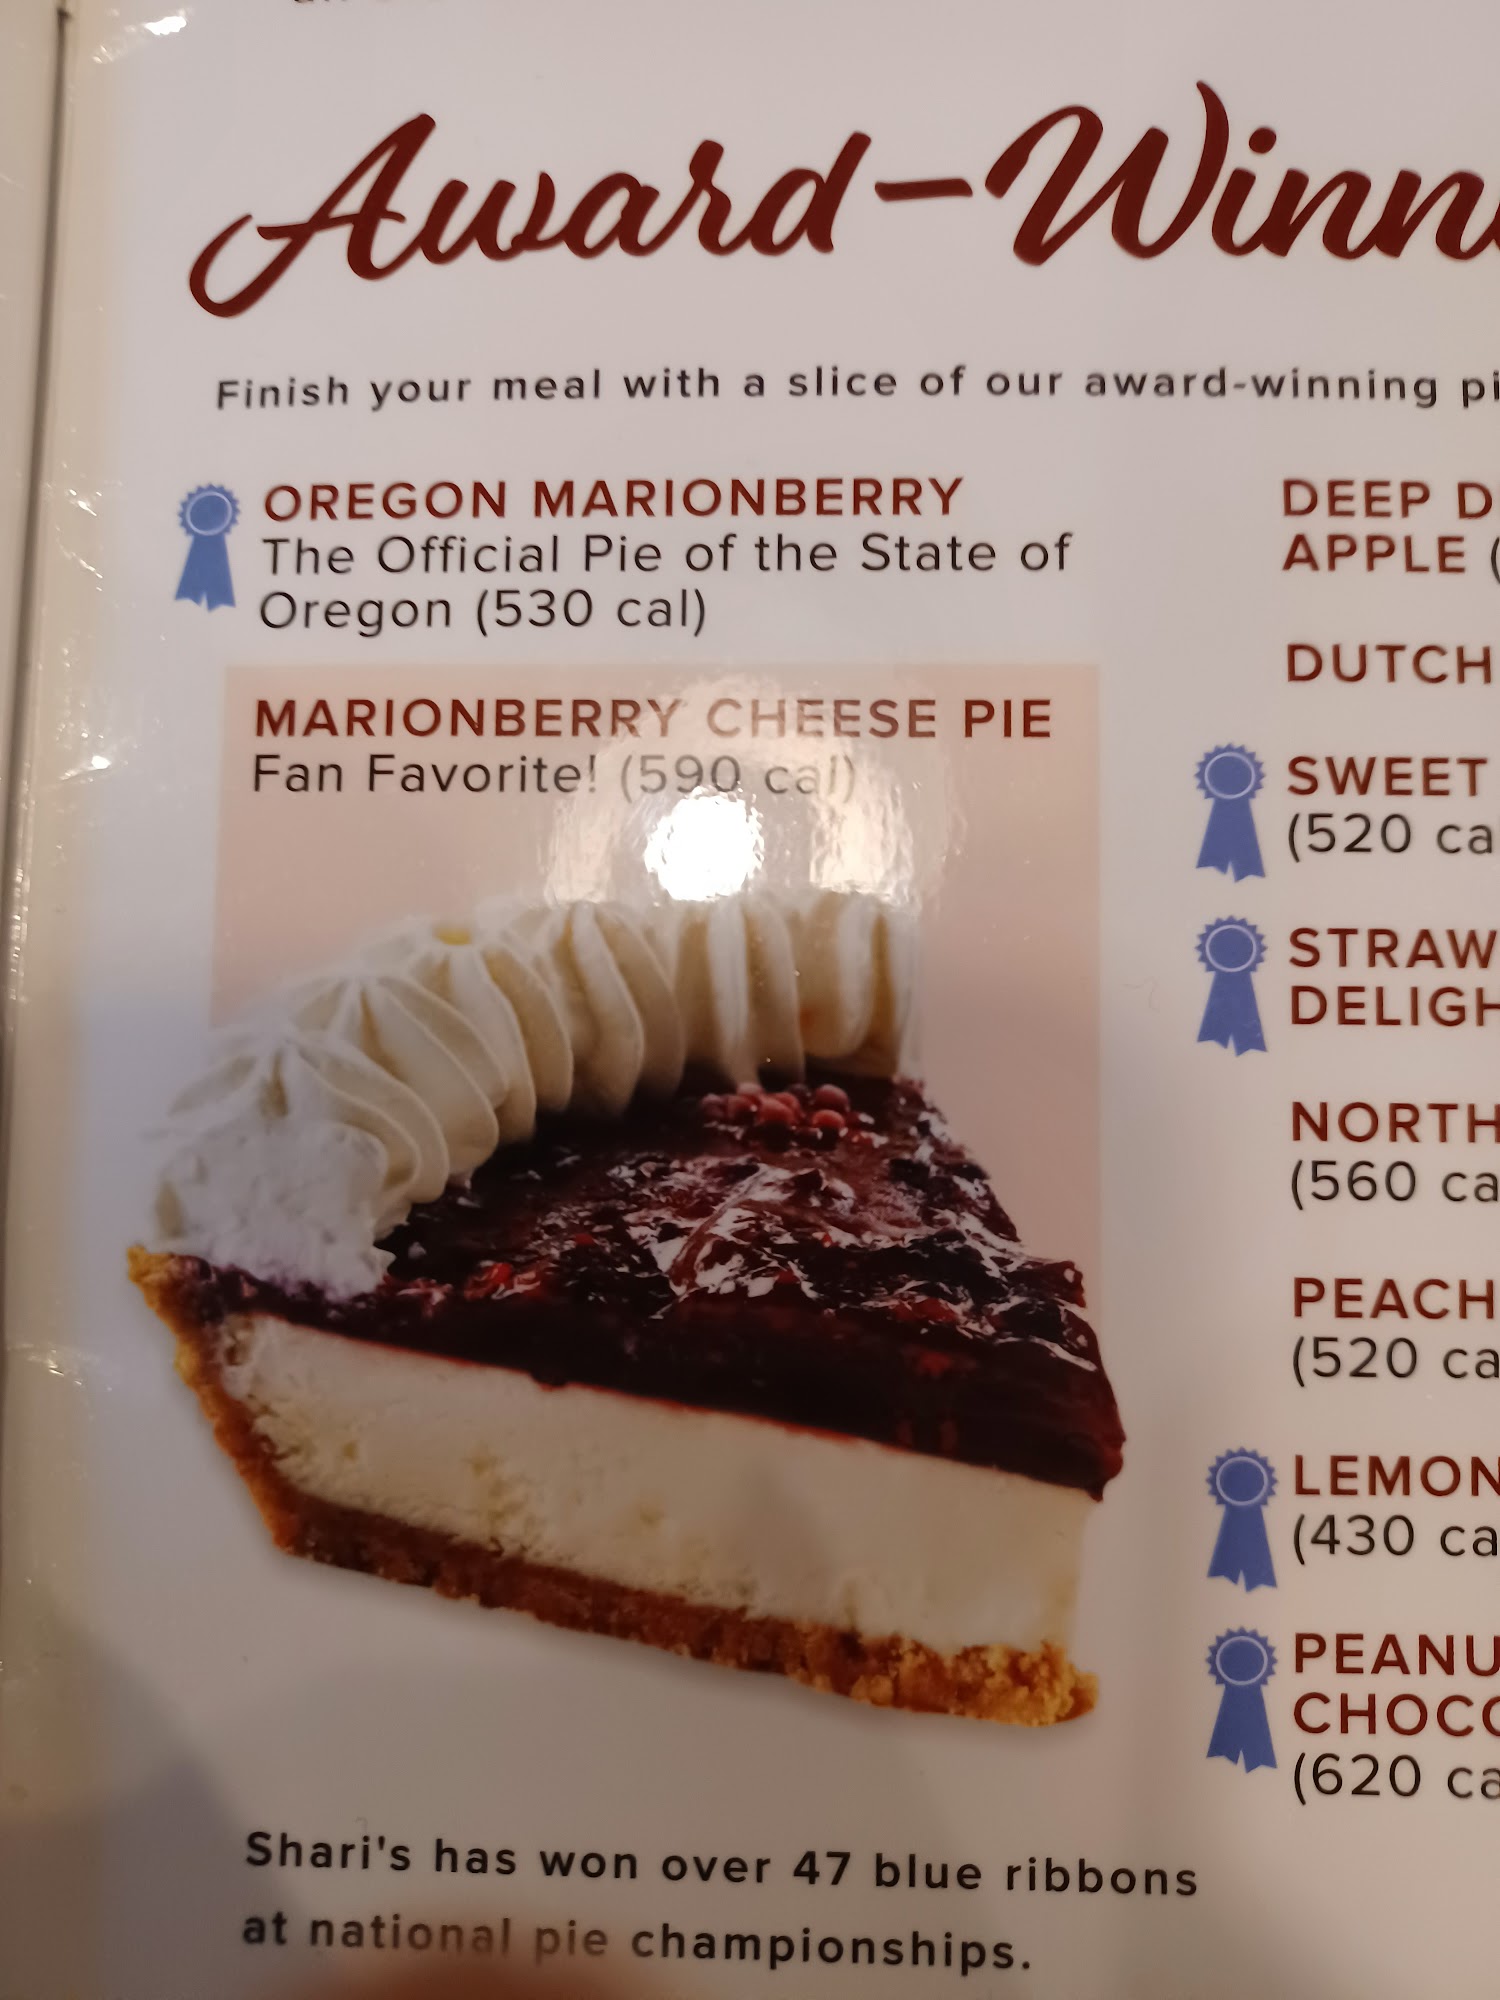 Award-Winn
Finish your meal with a slice of our award-winning
OREGON MARIONBERRY
The Official Pie of the State of
Oregon (530 cal)
MARIONBERRY CHEESE PIE
Fan Favorite! (590 cal)
Shari's has won over 47 blue ribbons
at national pie championships.
DEEP D
APPLE (
DUTCH
SWEET
(520 ca
STRAW
DELIGH
NORTH
(560 ca
PEACH
(520 ca
LEMON
(430 ca
PEANU
CHOCO
(620 ca